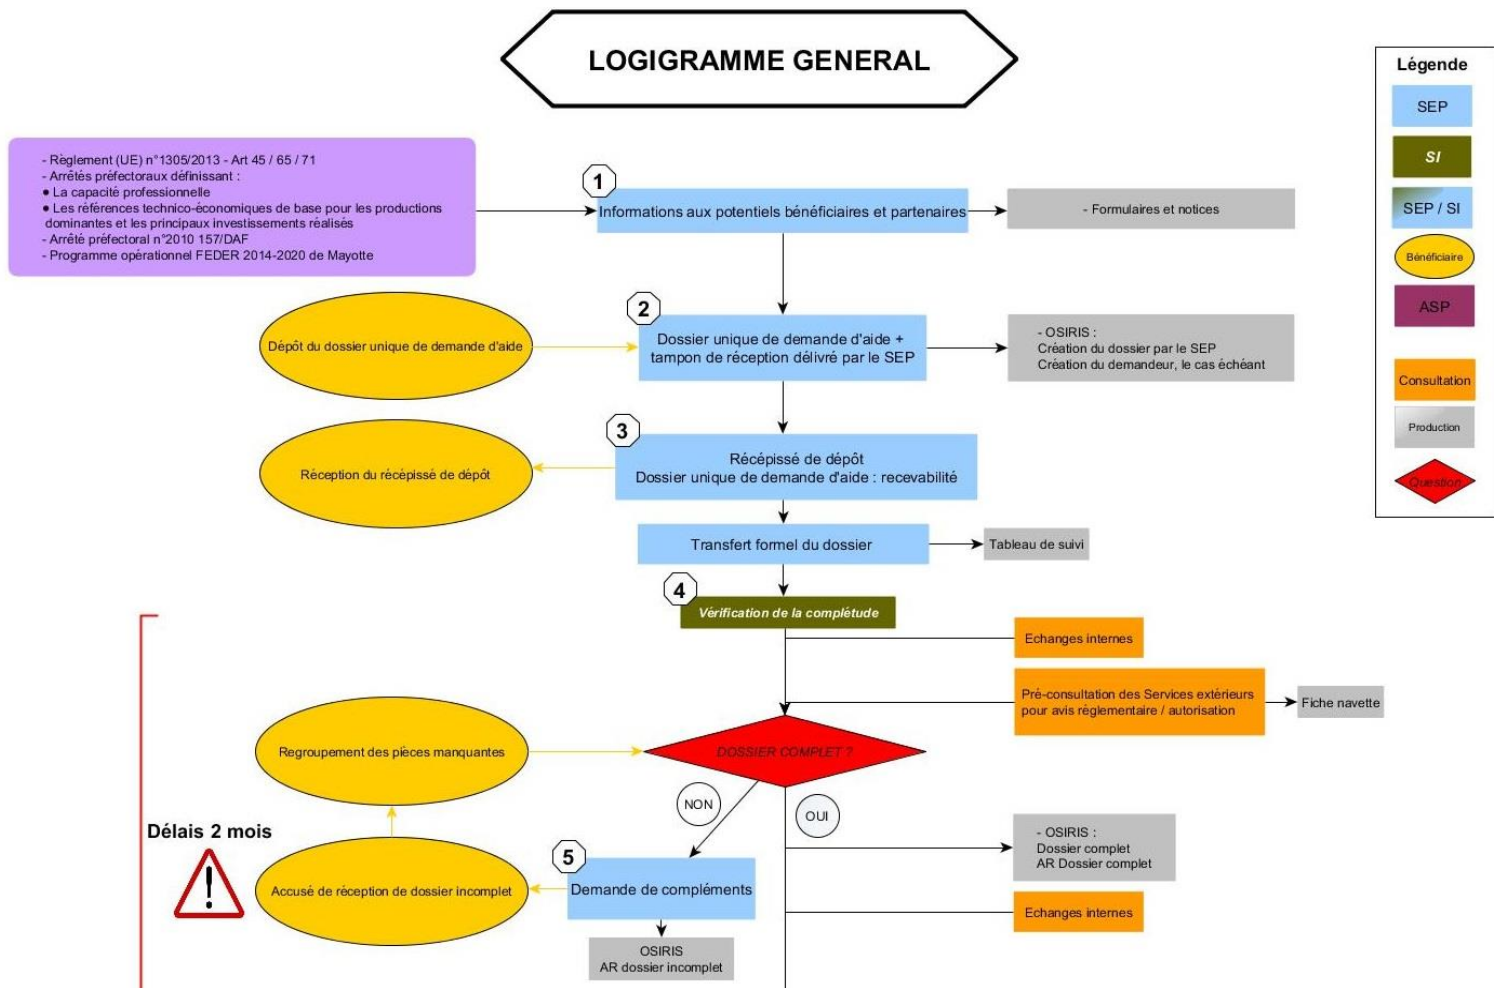 LOGIGRAMME GENERAL
Légende
SEP
SI
SEP / SI
Bénéficiaire
ASP
Consultation
Production
Question
- Règlement (UE) n°1305/2013 - Art 45 / 65 / 71
- Arrêtés préfectoraux définissant :
● La capacité professionnelle
● Les références technico-économiques de base pour les productions
dominantes et les principaux investissements réalisés
- Arrêté préfectoral n°2010 157/DAF
- Programme opérationnel FEDER 2014-2020 de Mayotte
1
Informations aux potentiels bénéficiaires et partenaires
- Formulaires et notices
Dépôt du dossier unique de demande d'aide
2
Dossier unique de demande d'aide +
tampon de réception délivré par le SEP
- OSIRIS :
Création du dossier par le SEP
Création du demandeur, le cas échéant
Réception du récépissé de dépôt
3
Récépissé de dépôt
Dossier unique de demande d'aide : recevabilité
Transfert formel du dossier
Tableau de suivi
4
Vérification de la complétude
Echanges internes
Pré-consultation des Services extérieurs
pour avis règlementaire / autorisation
Fiche navette
Regroupement des pièces manquantes
DOSSIER COMPLET ?
NON
OUI
Délais 2 mois
!
Accusé de réception de dossier incomplet
5
Demande de compléments
- OSIRIS :
Dossier complet
AR Dossier complet
Echanges internes
OSIRIS
AR dossier incomplet